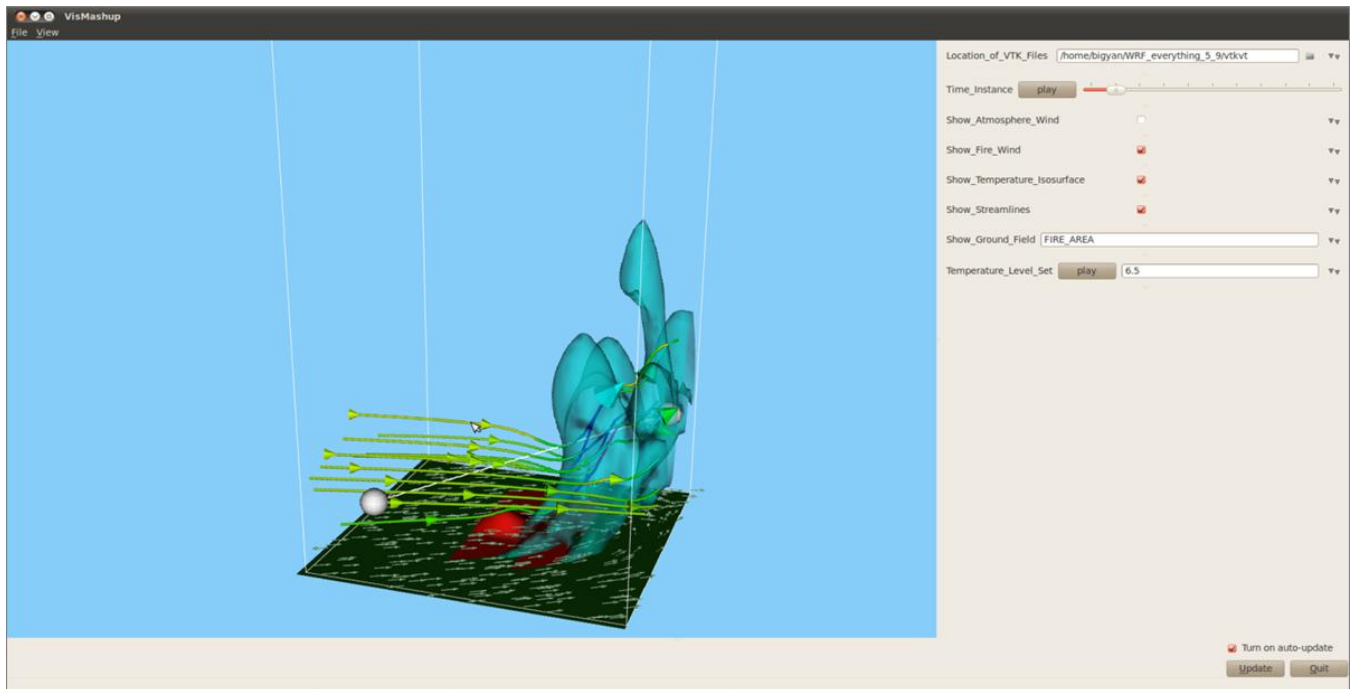 VisMashup
File View
Location_of_VTK_Files /home/bigyan/WRF_everything_5_9/vtkvt
Time_Instance play
Show_Atmosphere_Wind
Show_Fire_Wind
Show_Temperature_Isosurface
Show_Streamlines
Show_Ground_Field FIRE_AREA
Temperature_Level_Set play 6.5
Turn on auto-update
Update Quit